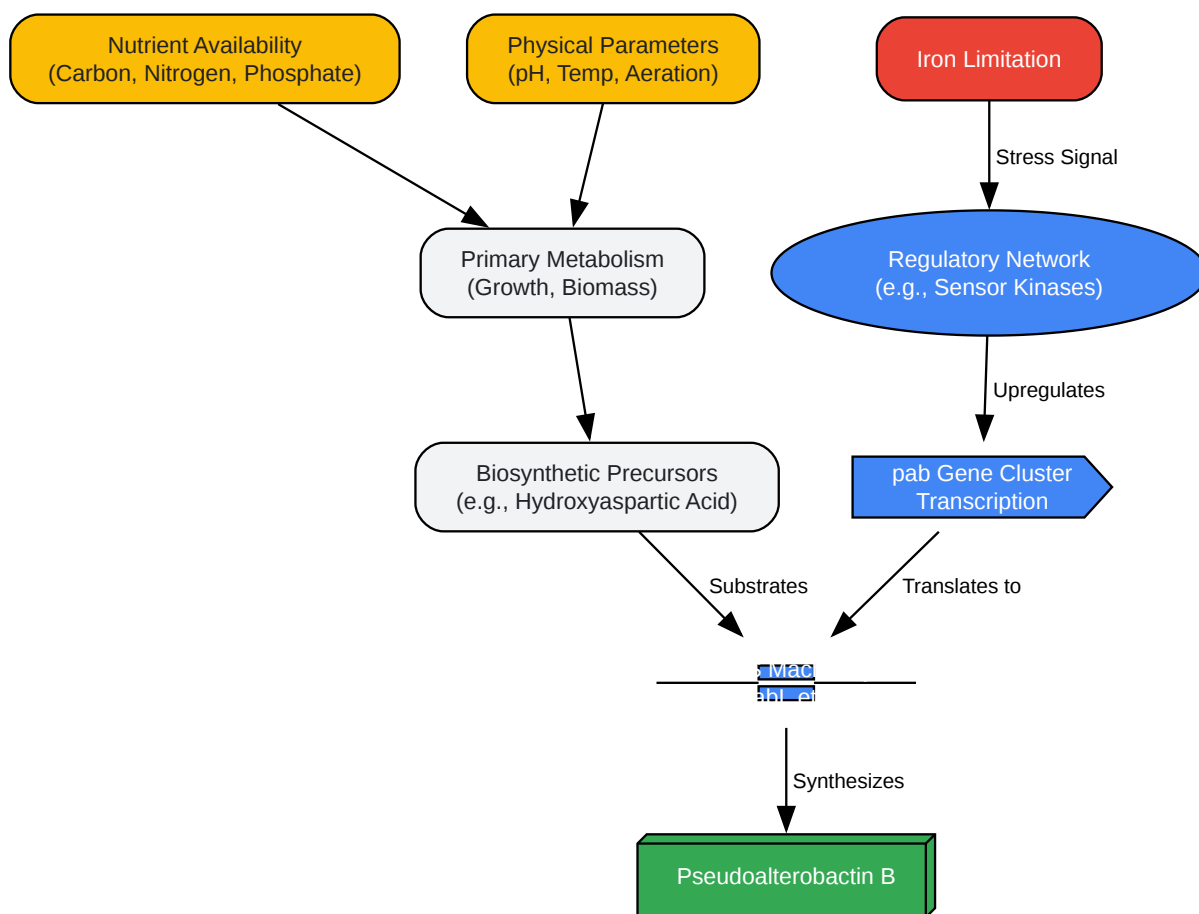 Nutrient Availability
(Carbon, Nitrogen, Phosphate)
Physical Parameters
(pH, Temp, Aeration)
Iron Limitation
Stress Signal
Primary Metabolism
(Growth, Biomass)
Regulatory Network
(e.g., Sensor Kinases)
Upregulates
Biosynthetic Precursors
(e.g., Hydroxyaspartic Acid)
pab Gene Cluster
Transcription
Substrates
Translates to
Synthesizes
Pseudoalterobactin B